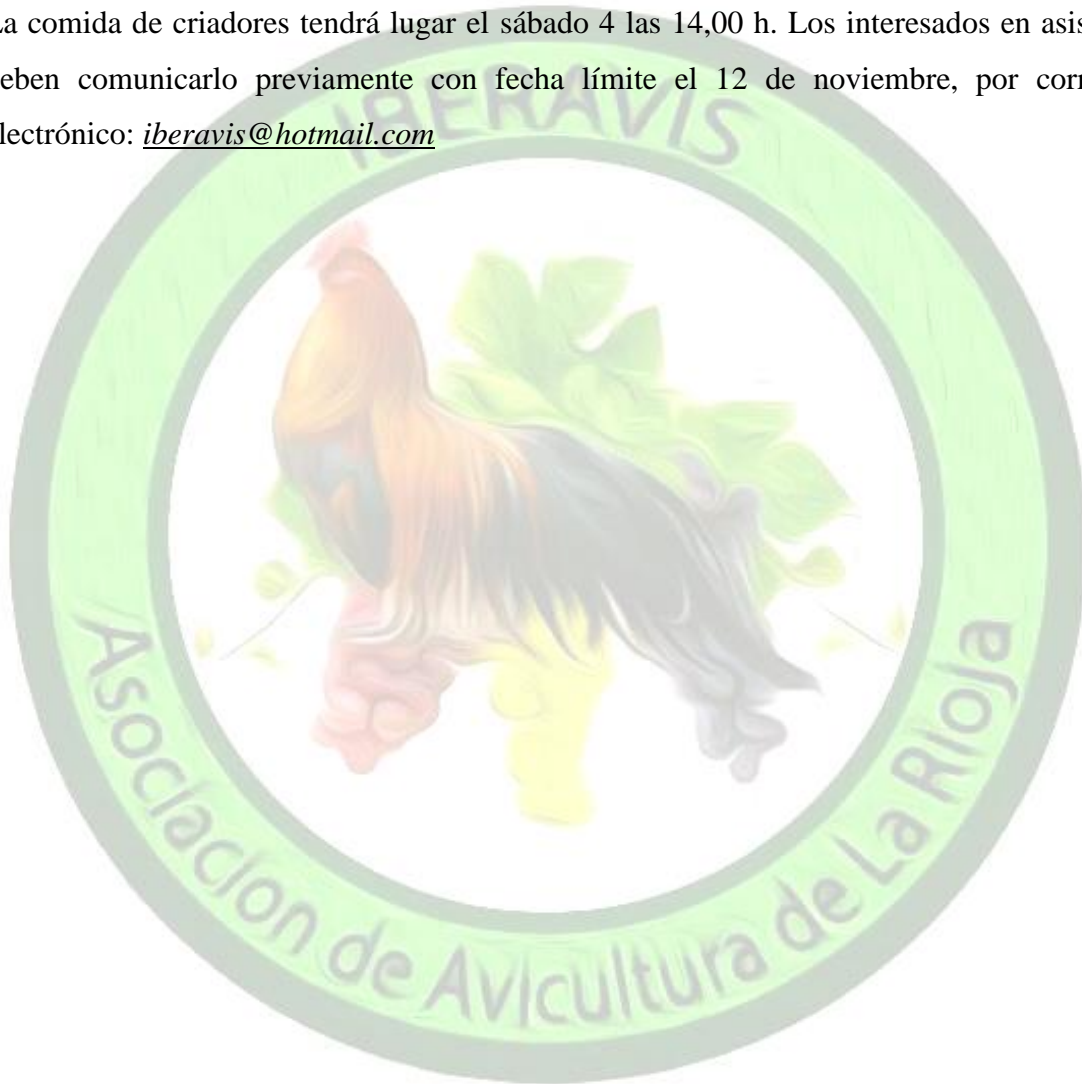 a comida de criadores tendrá lugar el sábado 4 las 14,00 h. Los interesados en asis
eben comunicarlo previamente con fecha límite el 12 de noviembre, por corr
lectrónico: iberavis@hotmail.com
IBERAVIS
Asociacion de Avicultura de La Rioja